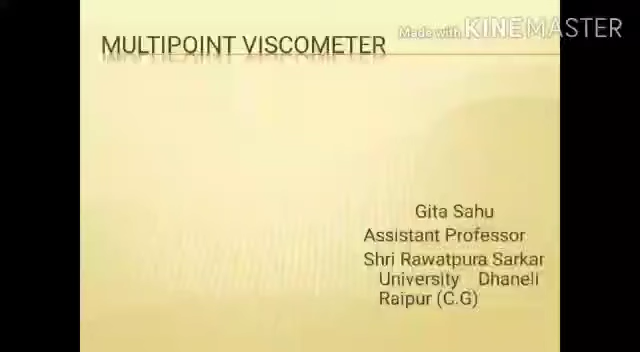 Made with KINEMASTER
MULTIPOINT VISCOMETER
Gita Sahu
Assistant Professor
Shri Rawatpura Sarkar
University Dhaneli
Raipur (C.G)